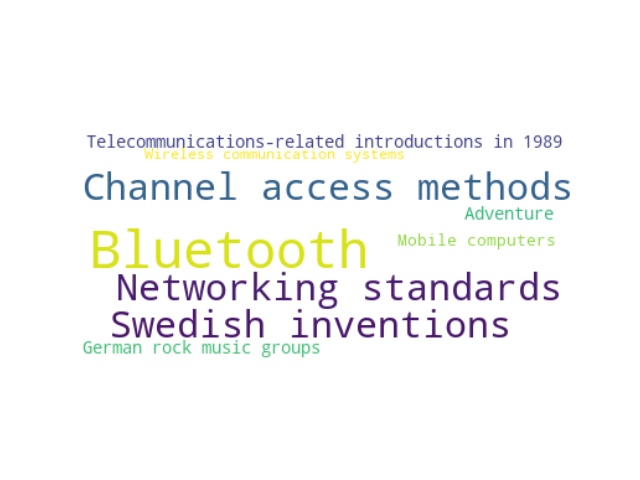 Telecommunications-related introductions in 1989
Wireless communication systems
Channel access methods
Adventure
Bluetooth
Mobile computers
Networking standards
Swedish inventions
German rock music groups